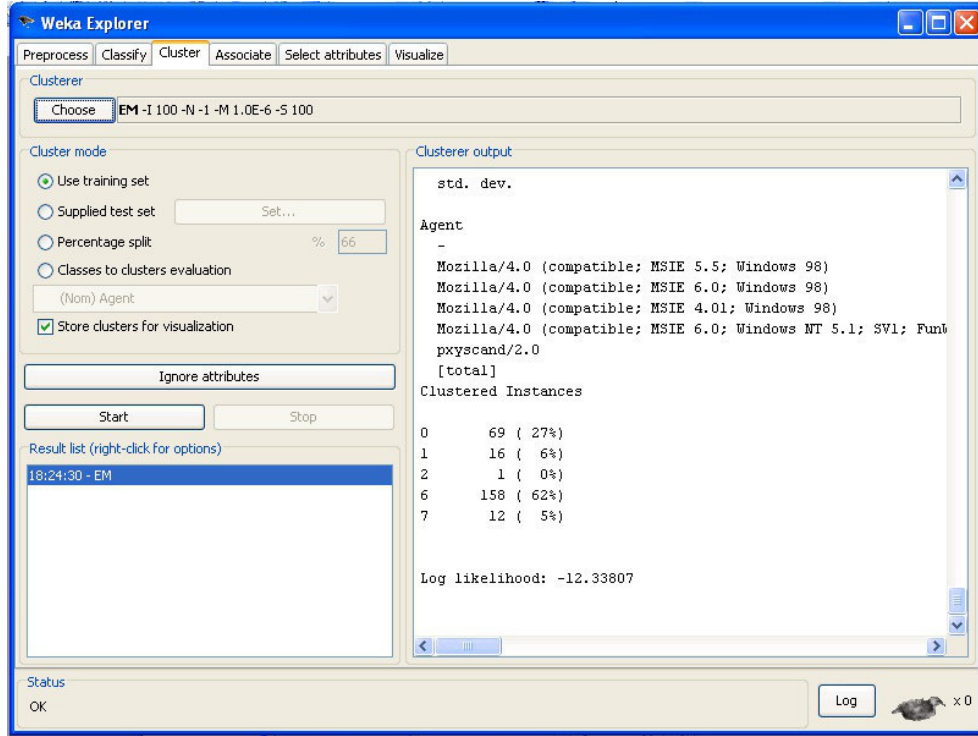 Weka Explorer
Preprocess Classify Cluster Associate Select attributes Visualize
Clusterer
Choose EM -I 100 -N -1 -M 1.0E-6 -S 100
Cluster mode
Use training set
Supplied test set Set...
Percentage split % 66
Classes to clusters evaluation
(Nom) Agent
Store clusters for visualization
Ignore attributes
Start Stop
Result list (right-click for options)
18:24:30 - EM
Clusterer output
std. dev.
Agent
-
Mozilla/4.0 (compatible; MSIE 5.5; Windows 98)
Mozilla/4.0 (compatible; MSIE 6.0; Windows 98)
Mozilla/4.0 (compatible; MSIE 4.01; Windows 98)
Mozilla/4.0 (compatible; MSIE 6.0; Windows NT 5.1; SV1; Fun
pxyscand/2.0
[total]
Clustered Instances
0 69 ( 27%)
1 16 ( 6%)
2 1 ( 0%)
6 158 ( 62%)
7 12 ( 5%)
Log likelihood: -12.33807
Status
OK
Log x 0